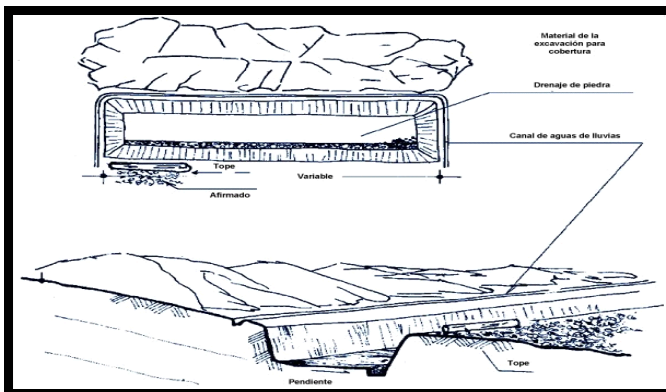 Material de la
excavación para
cobertura
Drenaje de piedra
Canal de aguas de lluvias
Tope
Variable
Afirmado
Tope
Pendiente